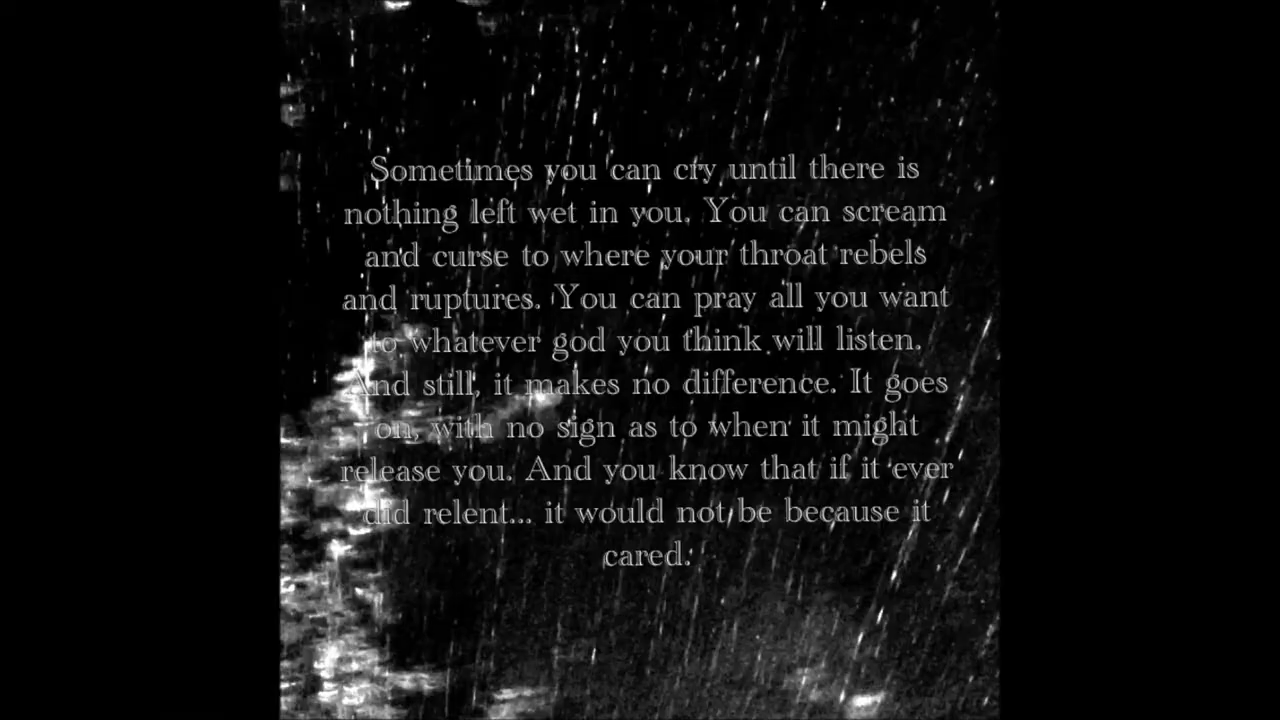 Sometimes you can cry until there is
nothing left wet in you. You can scream
and curse to where your throat rebels
and ruptures. You can pray all you want
to whatever god you think will listen.
And still, it makes no difference. It goes
on, with no sign as to when it might
release you. And you know that if it ever
did relent... it would not be because it
cared.